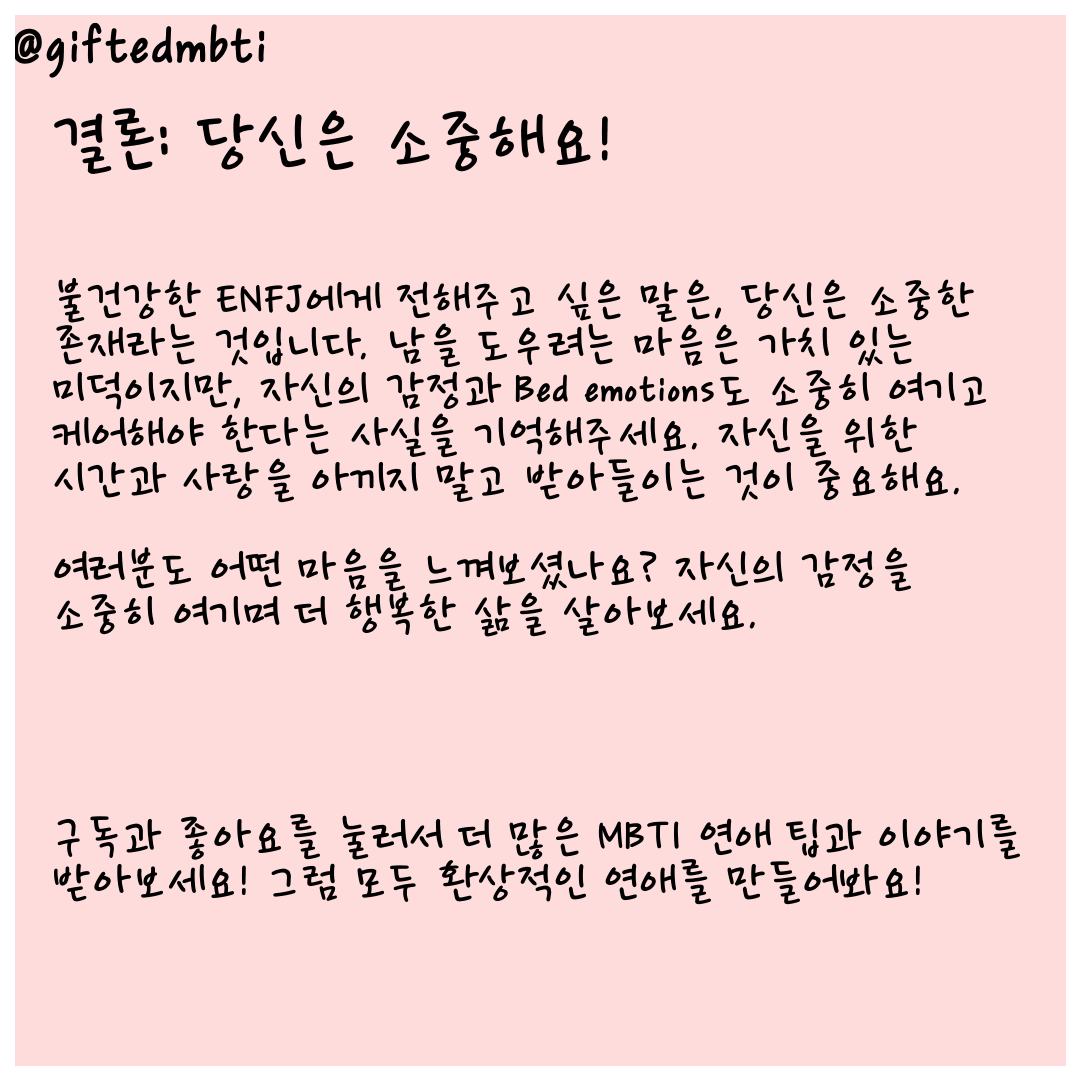 @giftedmbti
결론: 당신은 소중해요!
불건강한 ENFJ에게 전해주고 싶은 말은, 당신은 소중한
존재라는 것입니다. 남을 도우려는 마음은 가치 있는
미덕이지만, 자신의 감정과 Bed emotions도 소중히 여기고
케어해야 한다는 사실을 기억해주세요. 자신을 위한
시간과 사랑을 아끼지 말고 받아들이는 것이 중요해요.
여러분도 어떤 마음을 느껴보셨나요? 자신의 감정을
소중히 여기며 더 행복한 삶을 살아보세요.
구독과 좋아요를 눌러서 더 많은 MBTI 연애 팁과 이야기를
받아보세요! 그럼 모두 환상적인 연애를 만들어봐요!